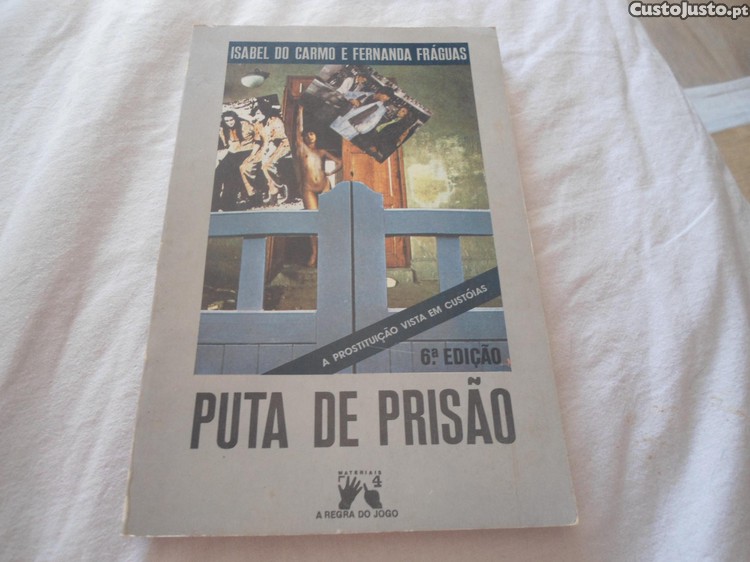 CustoJusto.pt
ISABEL DO CARMO E FERNANDA FRÁGUAS
A PROSTITUIÇÃO VISTA EM CUSTÓIAS
6ª EDIÇÃO
PUTA DE PRISÃO
MATERIAIS
4
A REGRA DO JOGO